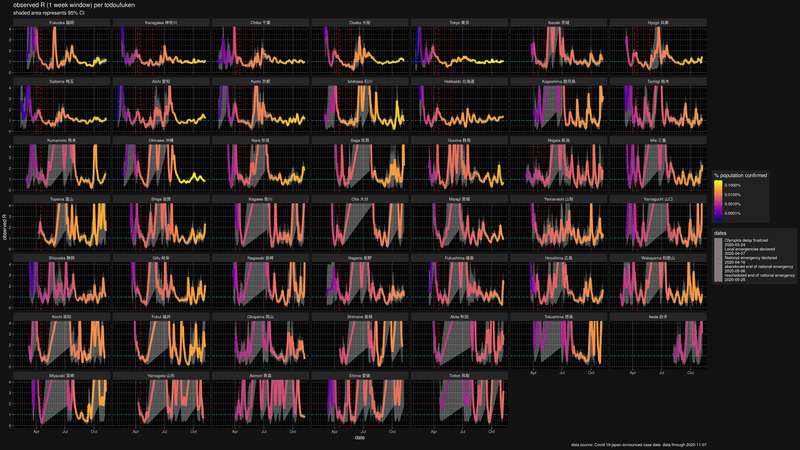 observed R (1 week window) per todoufuken
shaded area represents 95% CI
Fukuoka 福岡
Kanagawa 神奈川
Chiba 千葉
Osaka 大阪
Tokyo 東京
Ibaraki 茨城
Hyogo 兵庫
Saitama 埼玉
Aichi 愛知
Kyoto 京都
Ishikawa 石川
Hokkaido 北海道
Kagoshima 鹿児島
Tochigi 栃木
Kumamoto 熊本
Okinawa 沖縄
Nara 奈良
Saga 佐賀
Gunma 群馬
Niigata 新潟
Mie 三重
Toyama 富山
Shiga 滋賀
Kagawa 香川
Oita 大分
Miyagi 宮城
Yamanashi 山梨
Yamaguchi 山口
Shizuoka 静岡
Gifu 岐阜
Nagasaki 長崎
Nagano 長野
Fukushima 福島
Hiroshima 広島
Wakayama 和歌山
Kochi 高知
Fukui 福井
Okayama 岡山
Shimane 島根
Akita 秋田
Tokushima 徳島
Iwate 岩手
Miyazaki 宮崎
Yamagata 山形
Aomori 青森
Ehime 愛媛
Tottori 鳥取
observed R
date
Apr Jul Oct
% population confirmed
0.1000%
0.0100%
0.0010%
0.0001%
dates
Olympics delay finalized
2020-03-24
Local emergencies declared
2020-04-07
National emergency declared
2020-04-16
abandoned end of national emergency
2020-05-06
rescheduled end of national emergency
2020-05-25
data source: Covid-19 japan announced case date. data through 2020-11-07